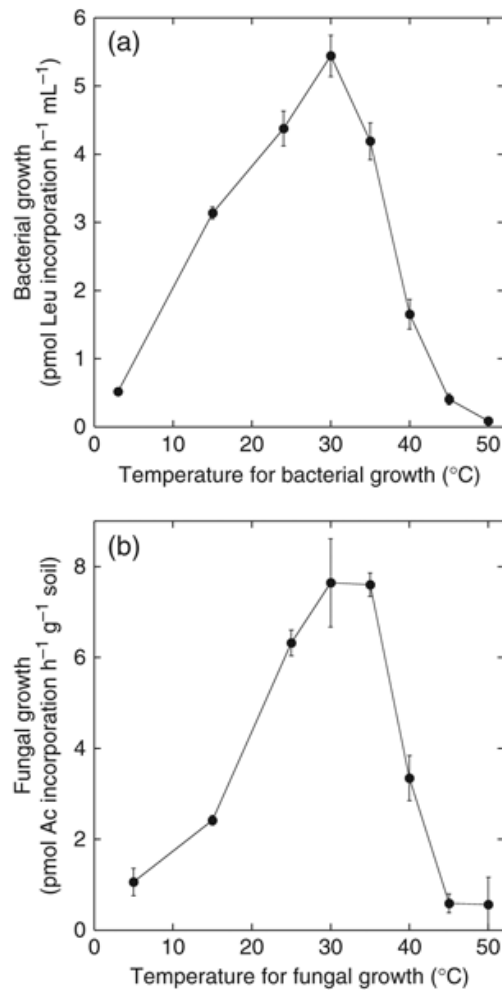 (a)
Bacterial growth
(pmol Leu incorporation h⁻¹ mL⁻¹)
6
5
4
3
2
1
0
0 10 20 30 40 50
Temperature for bacterial growth (°C)
(b)
Fungal growth
(pmol Ac incorporation h⁻¹ g⁻¹ soil)
8
6
4
2
0
0 10 20 30 40 50
Temperature for fungal growth (°C)